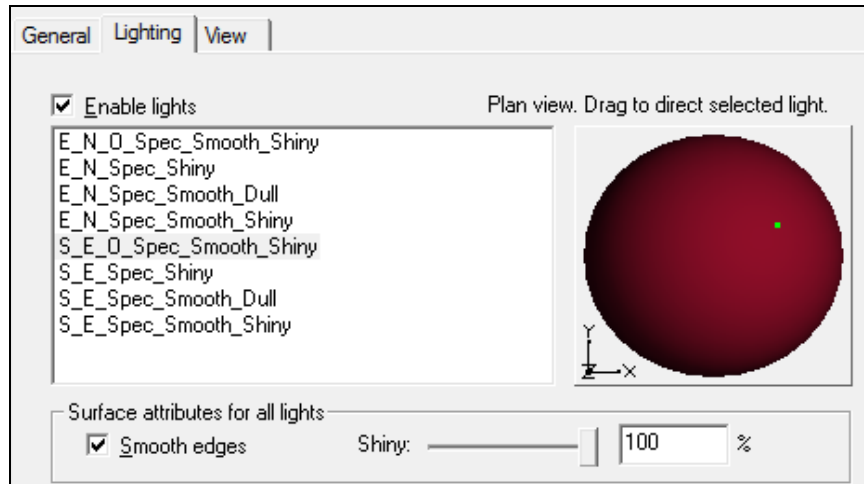 General Lighting View
Enable lights
Plan view. Drag to direct selected light.
E_N_O_Spec_Smooth_Shiny
E_N_Spec_Shiny
E_N_Spec_Smooth_Dull
E_N_Spec_Smooth_Shiny
S_E_O_Spec_Smooth_Shiny
S_E_Spec_Shiny
S_E_Spec_Smooth_Dull
S_E_Spec_Smooth_Shiny
Y
Z X
Surface attributes for all lights
Smooth edges Shiny: 100 %